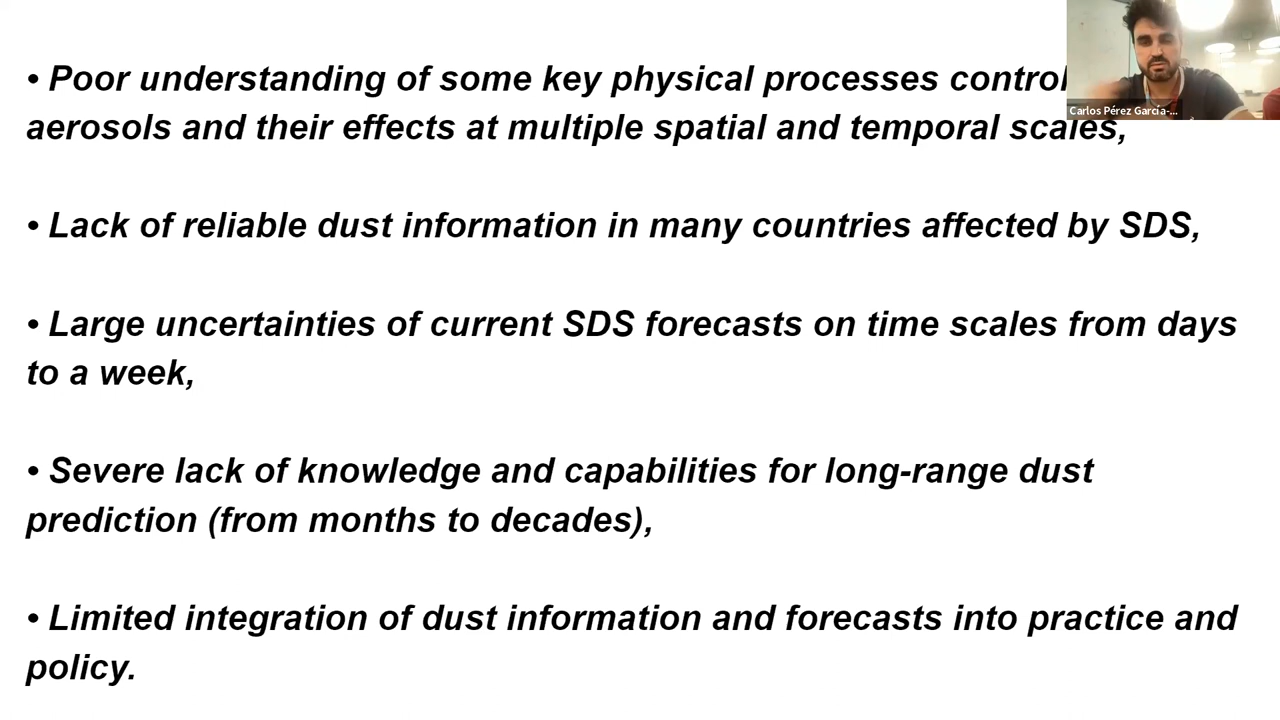 • Poor understanding of some key physical processes control
Carlos Pérez García-...
aerosols and their effects at multiple spatial and temporal scales,
• Lack of reliable dust information in many countries affected by SDS,
• Large uncertainties of current SDS forecasts on time scales from days
to a week,
• Severe lack of knowledge and capabilities for long-range dust
prediction (from months to decades),
• Limited integration of dust information and forecasts into practice and
policy.